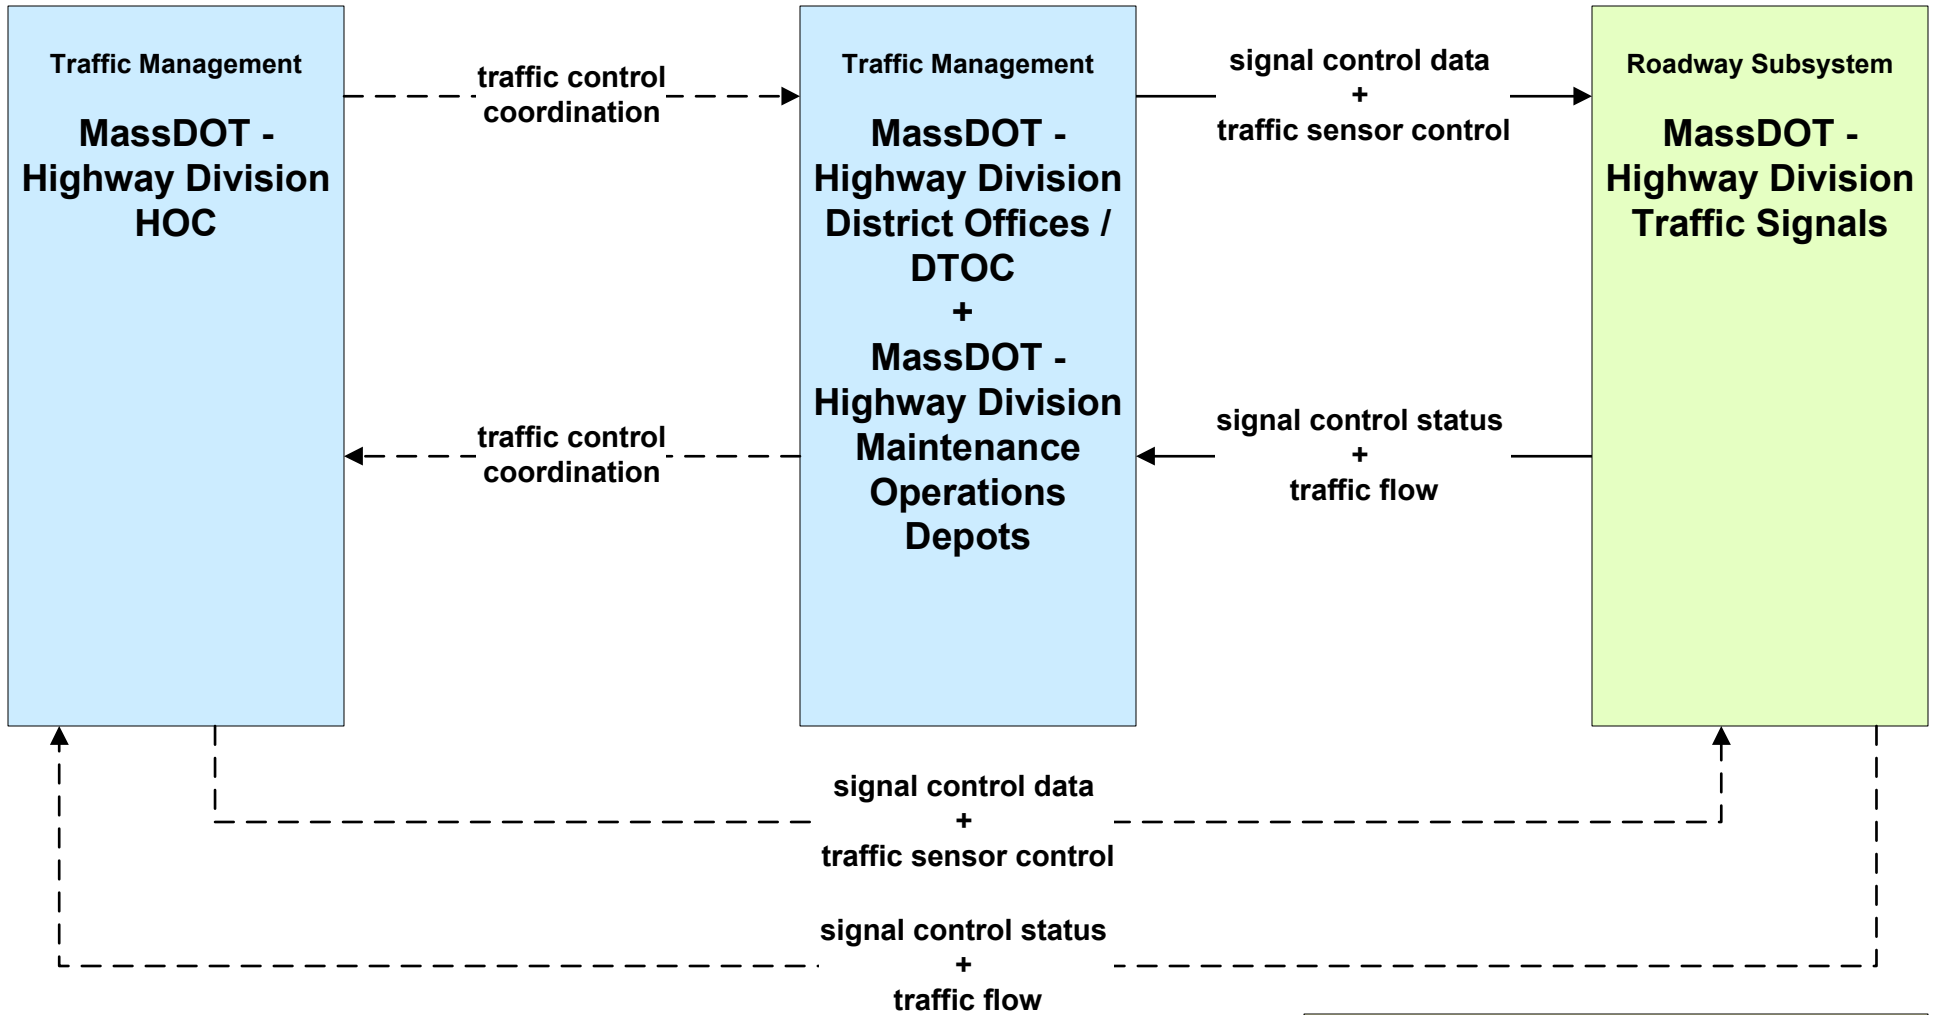 Traffic Management
MassDOT -
Highway Division
HOC
traffic control
coordination
traffic control
coordination
Traffic Management
MassDOT -
Highway Division
District Offices /
DTOC
+
MassDOT -
Highway Division
Maintenance
Operations
Depots
signal control data
+
traffic sensor control
signal control status
+
traffic flow
Roadway Subsystem
MassDOT -
Highway Division
Traffic Signals
signal control data
+
traffic sensor control
signal control status
+
traffic flow